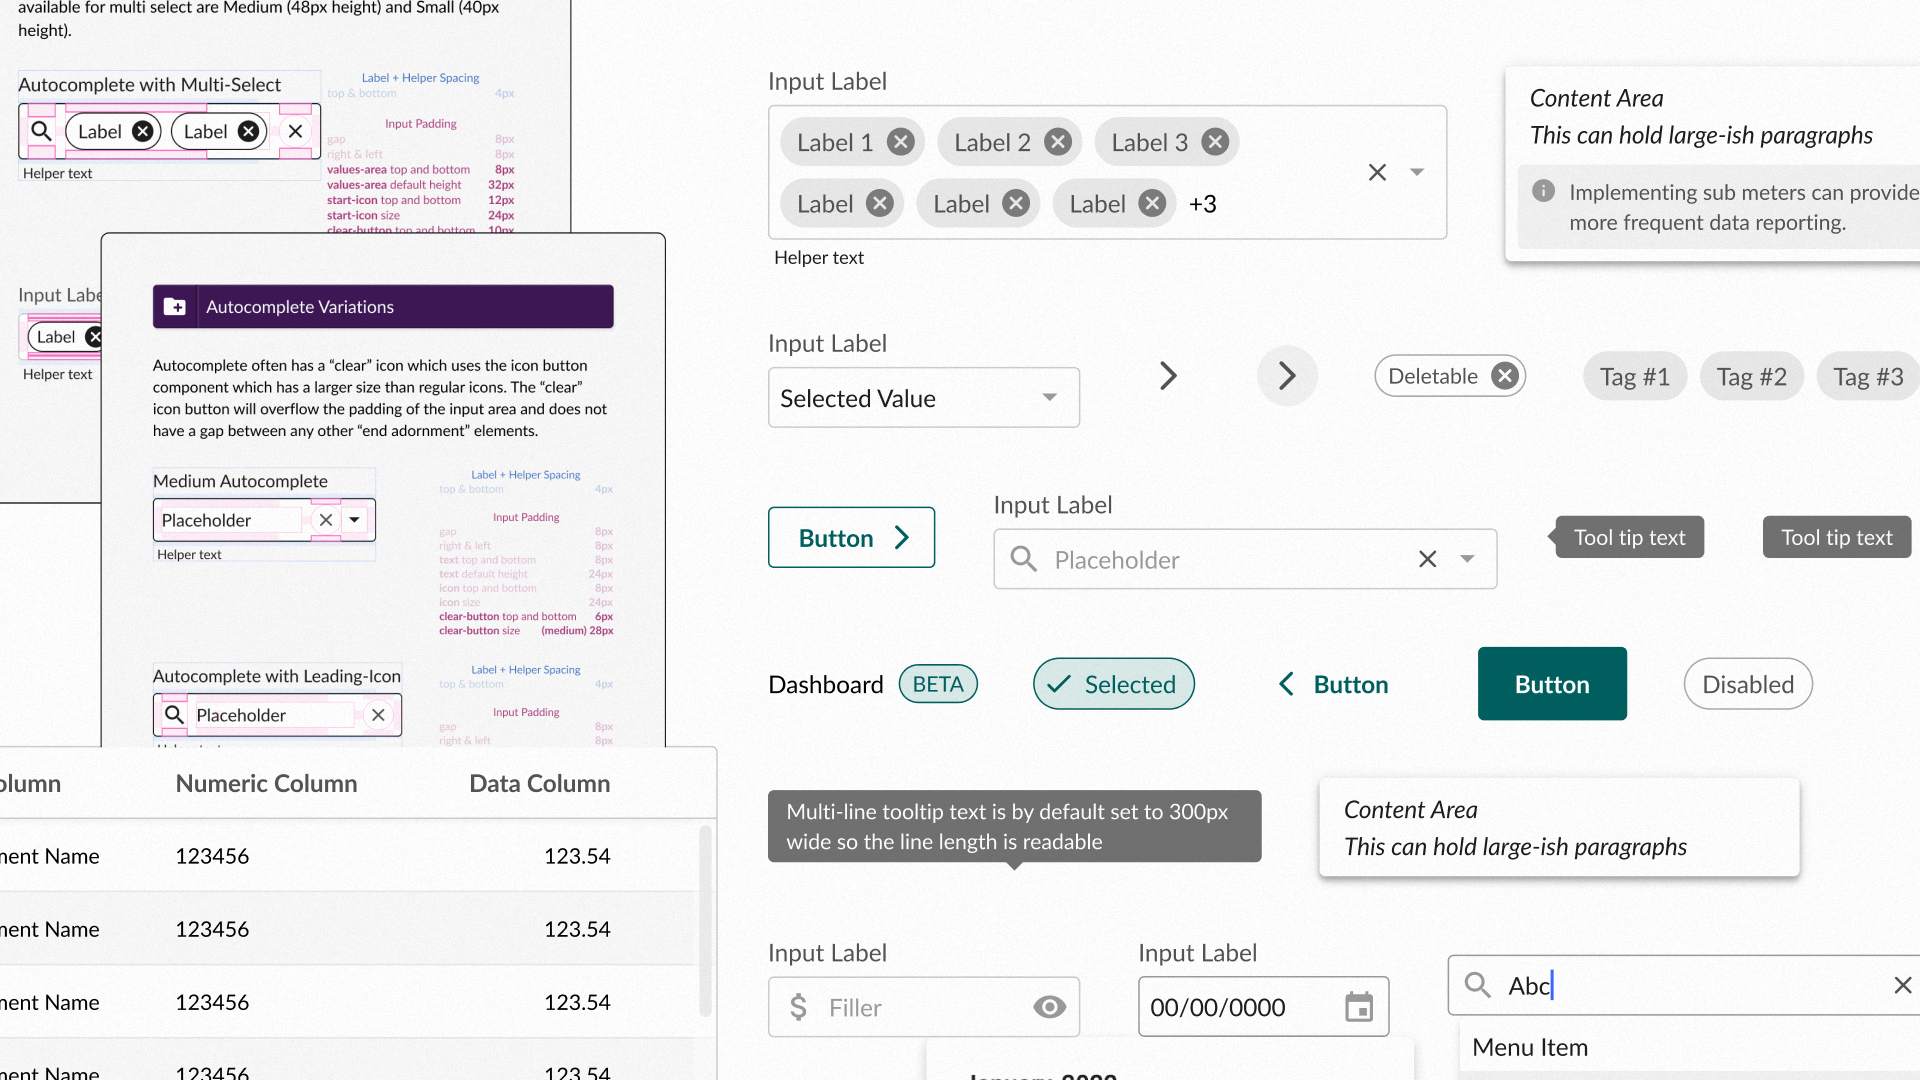 available for multi select are Medium (48px height) and Small (40px
height).
Autocomplete with Multi-Select
Label
Label
Helper text
Label + Helper Spacing
top & bottom 4px
Input Padding
gap 8px
right & left 8px
values-area top and bottom 8px
values-area default height 32px
start-icon top and bottom 12px
start-icon size 24px
clear-button top and bottom 10px
Input Labe
Label
Helper text
Autocomplete Variations
Autocomplete often has a “clear” icon which uses the icon button
component which has a larger size than regular icons. The “clear”
icon button will overflow the padding of the input area and does not
have a gap between any other “end adornment” elements.
Medium Autocomplete
Placeholder
Helper text
Label + Helper Spacing
top & bottom 4px
Input Padding
gap 8px
right & left 8px
text top and bottom 8px
text default height 24px
icon top and bottom 8px
icon size 24px
clear-button top and bottom 6px
clear-button size (medium) 28px
Autocomplete with Leading-Icon
Placeholder
Label + Helper Spacing
top & bottom 4px
Input Padding
gap 8px
right & left 8px
olumn Numeric Column Data Column
ment Name 123456 123.54
ment Name 123456 123.54
ment Name 123456 123.54
ment Name 123456 123.54
Input Label
Label 1 Label 2 Label 3
Label Label Label +3
Helper text
Content Area
This can hold large-ish paragraphs
Implementing sub meters can provide
more frequent data reporting.
Input Label
Selected Value
Deletable
Tag #1 Tag #2 Tag #3
Button
Input Label
Placeholder
Tool tip text
Tool tip text
Dashboard BETA
Selected
Button
Button
Disabled
Multi-line tooltip text is by default set to 300px
wide so the line length is readable
Content Area
This can hold large-ish paragraphs
Input Label
$ Filler
Input Label
00/00/0000
Abc
Menu Item
January 2022